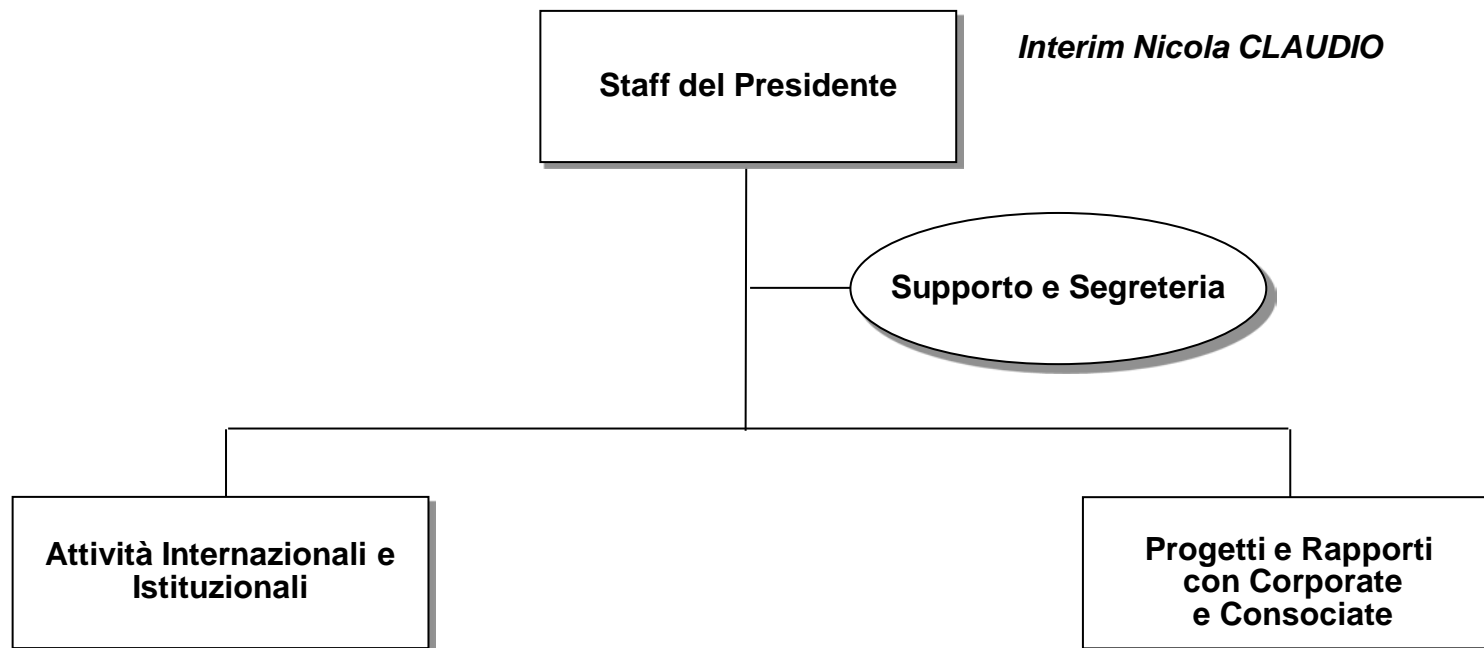 Interim Nicola CLAUDIO
Staff del Presidente
Supporto e Segreteria
Attività Internazionali e
Istituzionali
Progetti e Rapporti
con Corporate
e Consociate